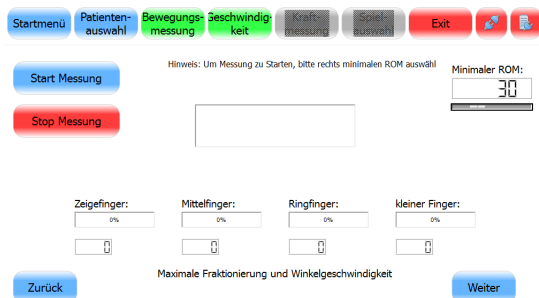 Startmenü
Patienten-
auswahl
Bewegungs-
messung
Geschwindig-
keit
Kraft-
messung
Spiel-
auswahl
Exit
Hinweis: Um Messung zu Starten, bitte rechts minimalen ROM auswähl
Start Messung
Minimaler ROM:
30
Stop Messung
Zeigefinger:
Mittelfinger:
Ringfinger:
kleiner Finger:
0%
0%
0%
0%
0
0
0
0
Maximale Fraktionierung und Winkelgeschwindigkeit
Zurück
Weiter